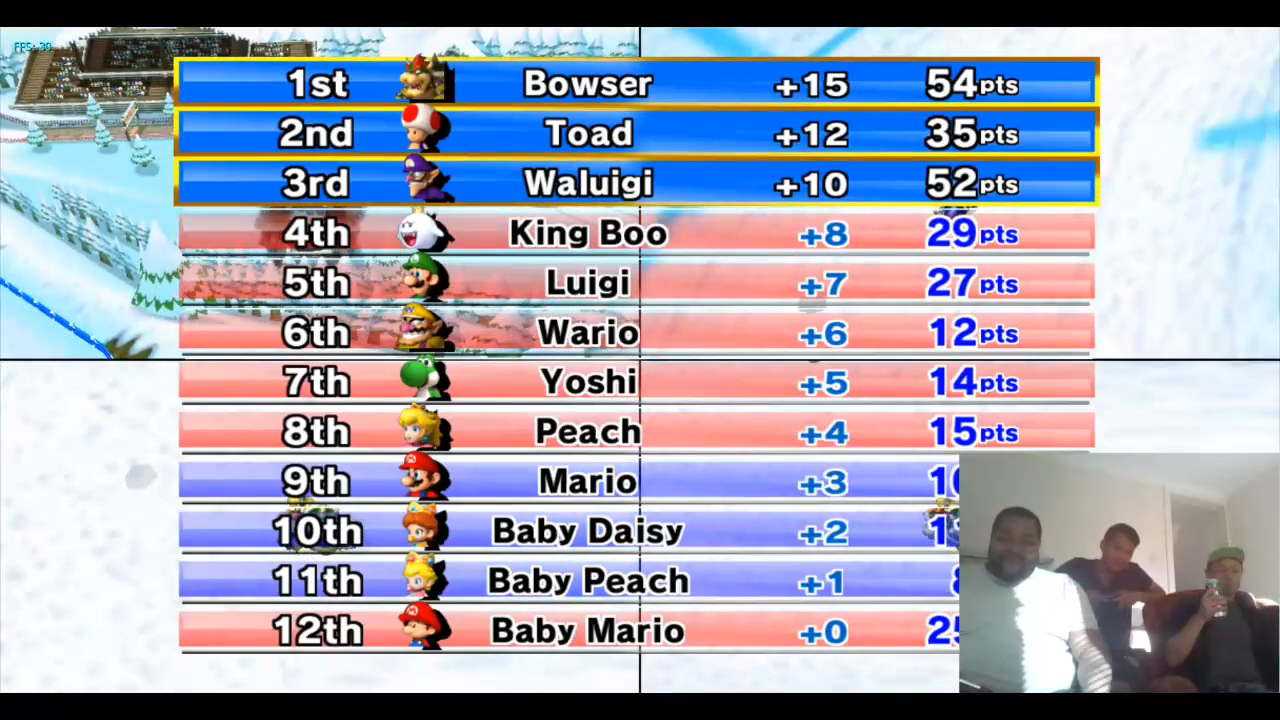 FPS: 30
1st Bowser +15 54pts
2nd Toad +12 35pts
3rd Waluigi +10 52pts
4th King Boo +8 29pts
5th Luigi +7 27pts
6th Wario +6 12pts
7th Yoshi +5 14pts
8th Peach +4 15pts
9th Mario +3
10th Baby Daisy +2
11th Baby Peach +1
12th Baby Mario +0